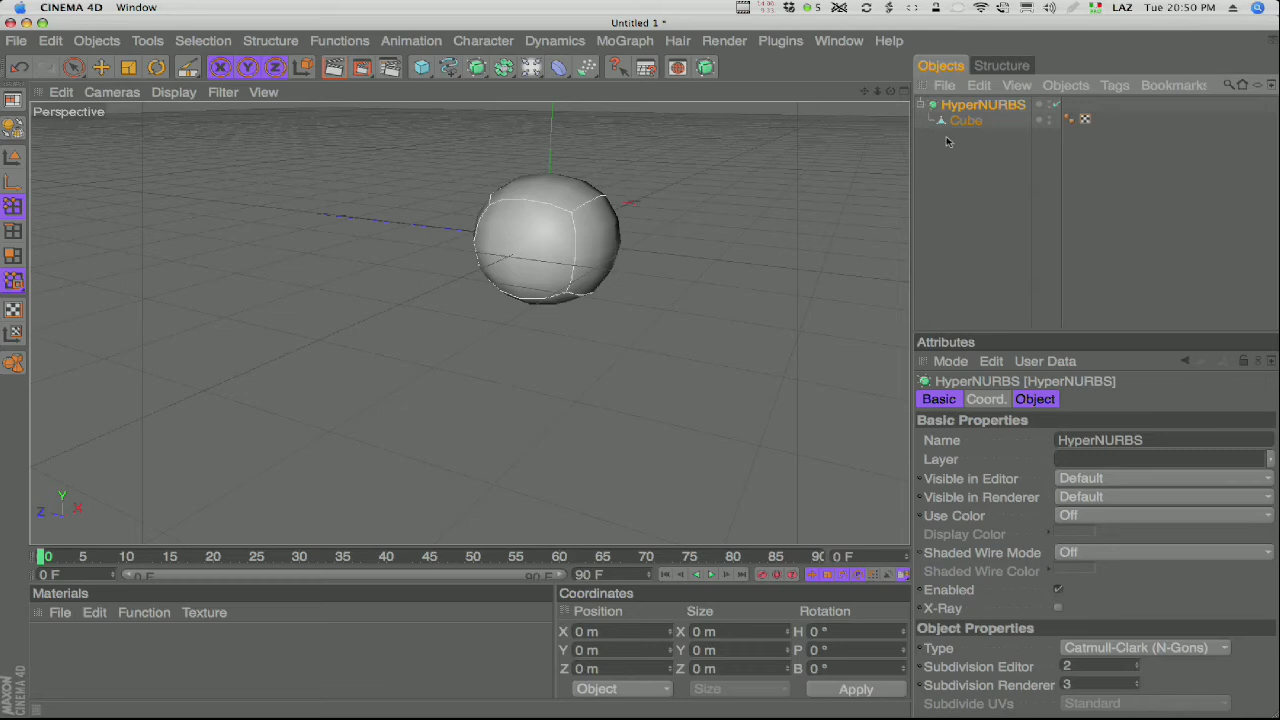 CINEMA 4D Window 14:00 9:33 5 LAZ Tue 20:50 PM
Untitled 1 *
File Edit Objects Tools Selection Structure Functions Animation Character Dynamics MoGraph Hair Render Plugins Window Help
Objects Structure
Edit Cameras Display Filter View
File Edit View Objects Tags Bookmarks
Perspective
HyperNURBS
Cube
Attributes
Mode Edit User Data
HyperNURBS [HyperNURBS]
Basic Coord. Object
Basic Properties
Name HyperNURBS
Layer
Visible in Editor Default
Visible in Renderer Default
Use Color Off
Display Color
Shaded Wire Mode Off
Shaded Wire Color
Enabled
X-Ray
Object Properties
Type Catmull-Clark (N-Gons)
Subdivision Editor 2
Subdivision Renderer 3
Subdivide UVs Standard
Y
Z X
0 5 10 15 20 25 30 35 40 45 50 55 60 65 70 75 80 85 90 0 F
0 F 0 F 90 F 90 F
Materials
File Edit Function Texture
Coordinates
Position Size Rotation
X 0 m X 0 m H 0 °
Y 0 m Y 0 m P 0 °
Z 0 m Z 0 m B 0 °
Object Size Apply
MAXON
CINEMA 4D